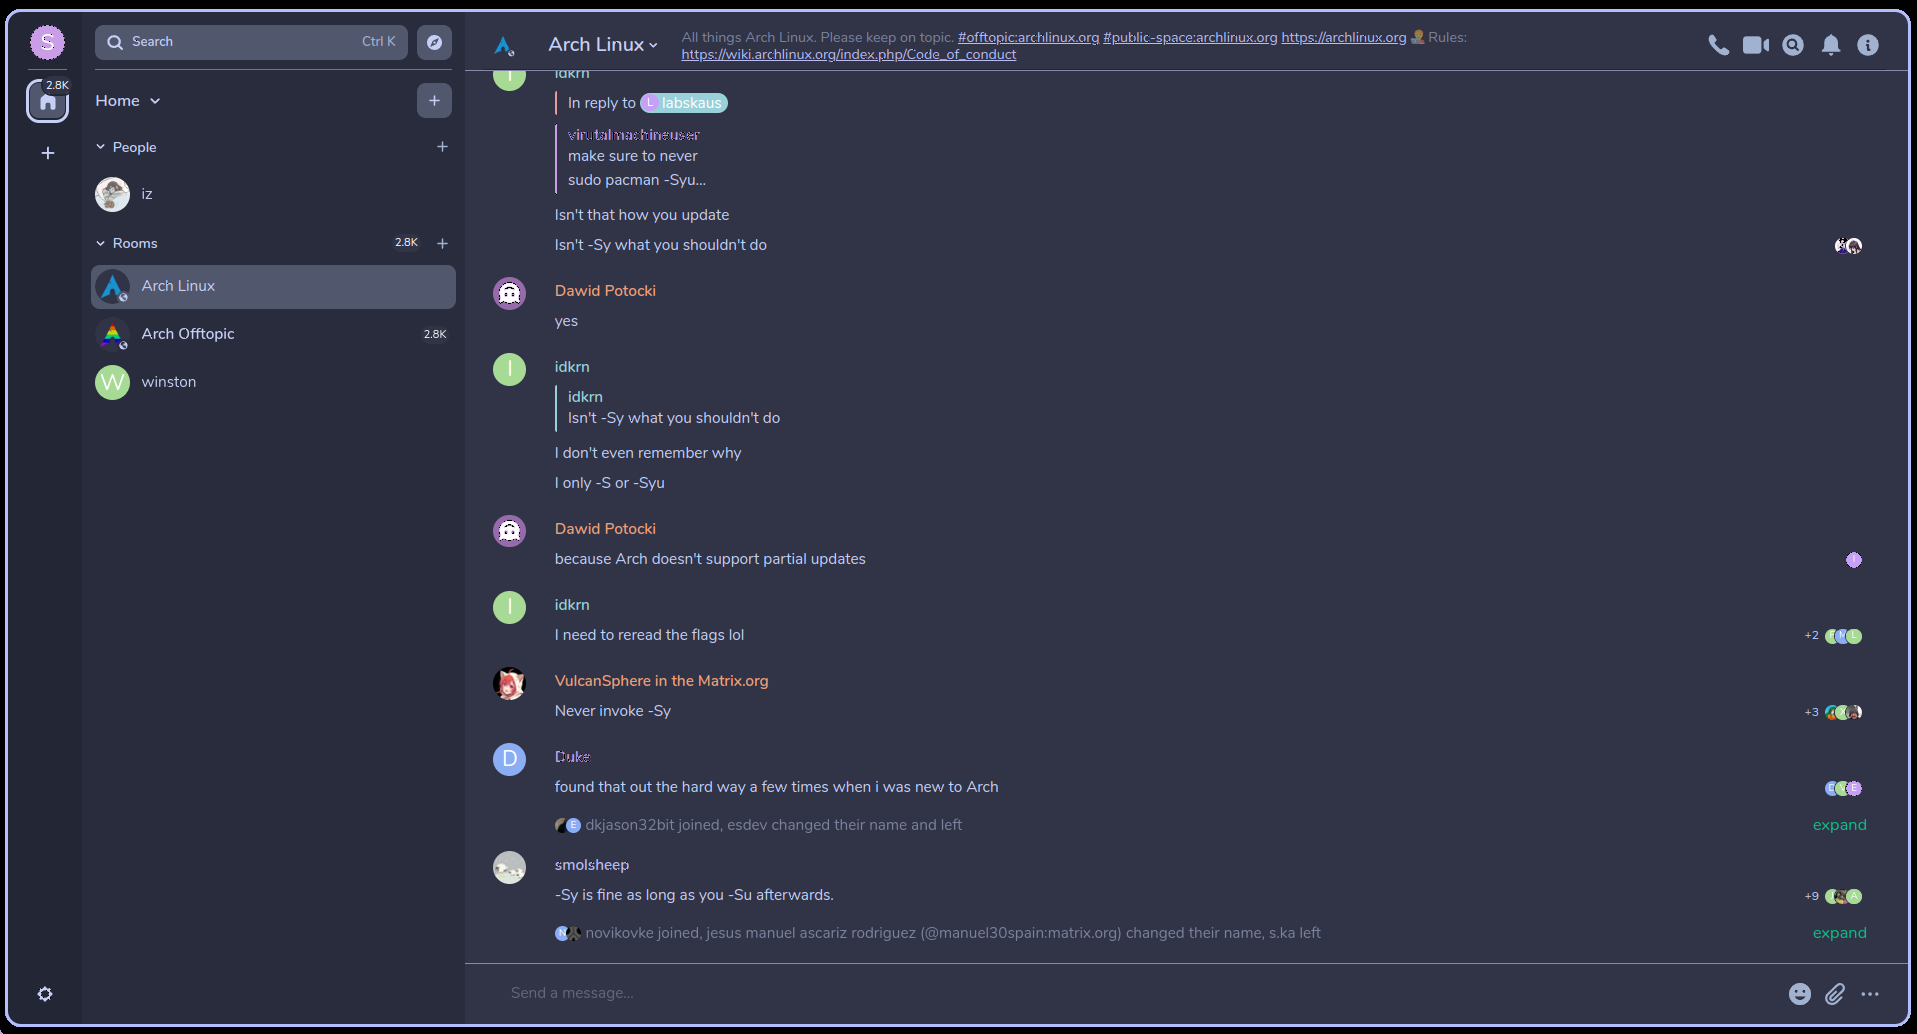 S
Search Ctrl K
2.8K
Home
People
iz
Rooms 2.8K
Arch Linux
Arch Offtopic 2.8K
W winston
Arch Linux
All things Arch Linux. Please keep on topic. #offtopic:archlinux.org #public-space:archlinux.org https://archlinux.org Rules:
https://wiki.archlinux.org/index.php/Code_of_conduct
I idkrn
In reply to L labskaus
virutalmachineuser
make sure to never
sudo pacman -Syu...
Isn't that how you update
Isn't -Sy what you shouldn't do
Dawid Potocki
yes
I idkrn
idkrn
Isn't -Sy what you shouldn't do
I don't even remember why
I only -S or -Syu
Dawid Potocki
because Arch doesn't support partial updates
I idkrn
I need to reread the flags lol
+2 L
VulcanSphere in the Matrix.org
Never invoke -Sy
+3
D Duke
found that out the hard way a few times when i was new to Arch
E
E dkjason32bit joined, esdev changed their name and left expand
smolsheep
-Sy is fine as long as you -Su afterwards.
+9 A
N novikovke joined, jesus manuel ascariz rodriguez (@manuel30spain:matrix.org) changed their name, s.ka left expand
Send a message...